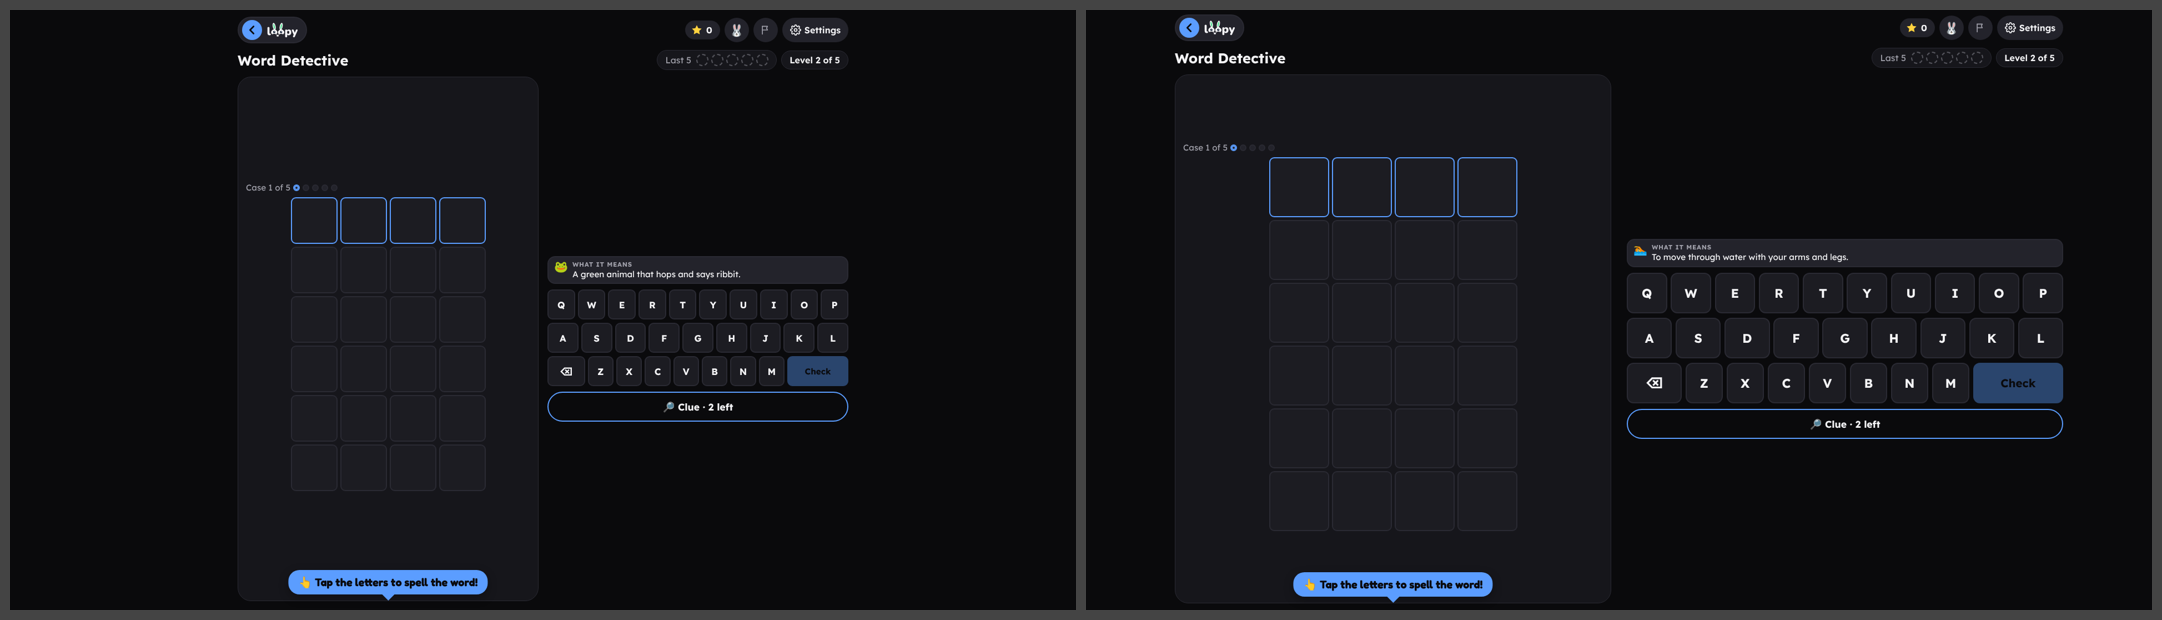 loopy
0
Settings
Word Detective
Last 5
Level 2 of 5
Case 1 of 5
WHAT IT MEANS
A green animal that hops and says ribbit.
Q W E R T Y U I O P
A S D F G H J K L
Z X C V B N M Check
Clue · 2 left
Tap the letters to spell the word!
loopy
0
Settings
Word Detective
Last 5
Level 2 of 5
Case 1 of 5
WHAT IT MEANS
To move through water with your arms and legs.
Q W E R T Y U I O P
A S D F G H J K L
Z X C V B N M Check
Clue · 2 left
Tap the letters to spell the word!